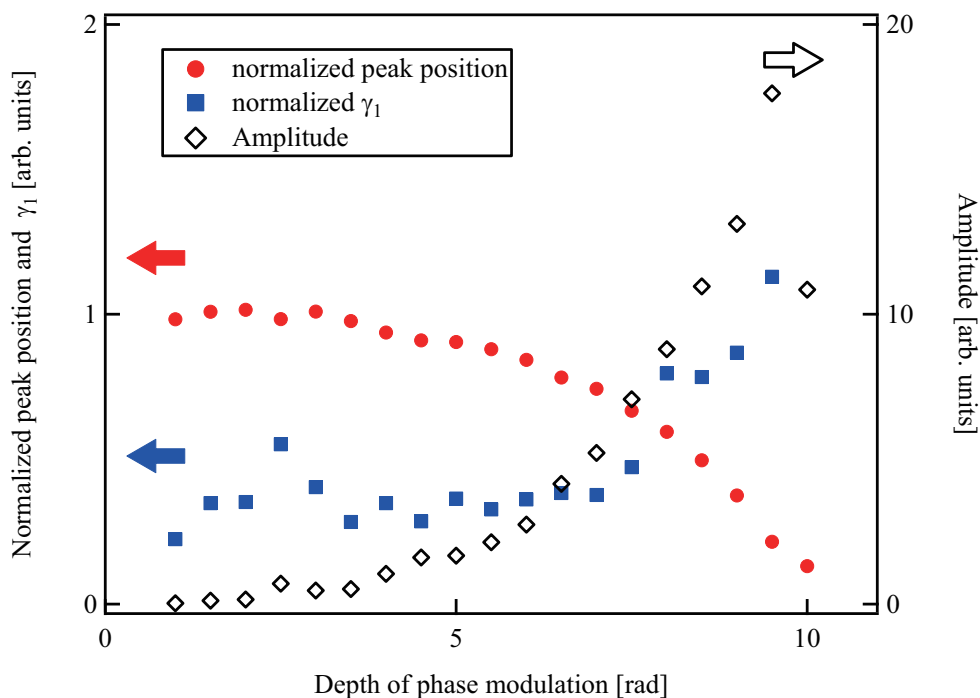 2
20
normalized peak position
normalized γ1
Amplitude
1
10
0
0
0
5
10
Normalized peak position and γ1 [arb. units]
Amplitude [arb. units]
Depth of phase modulation [rad]